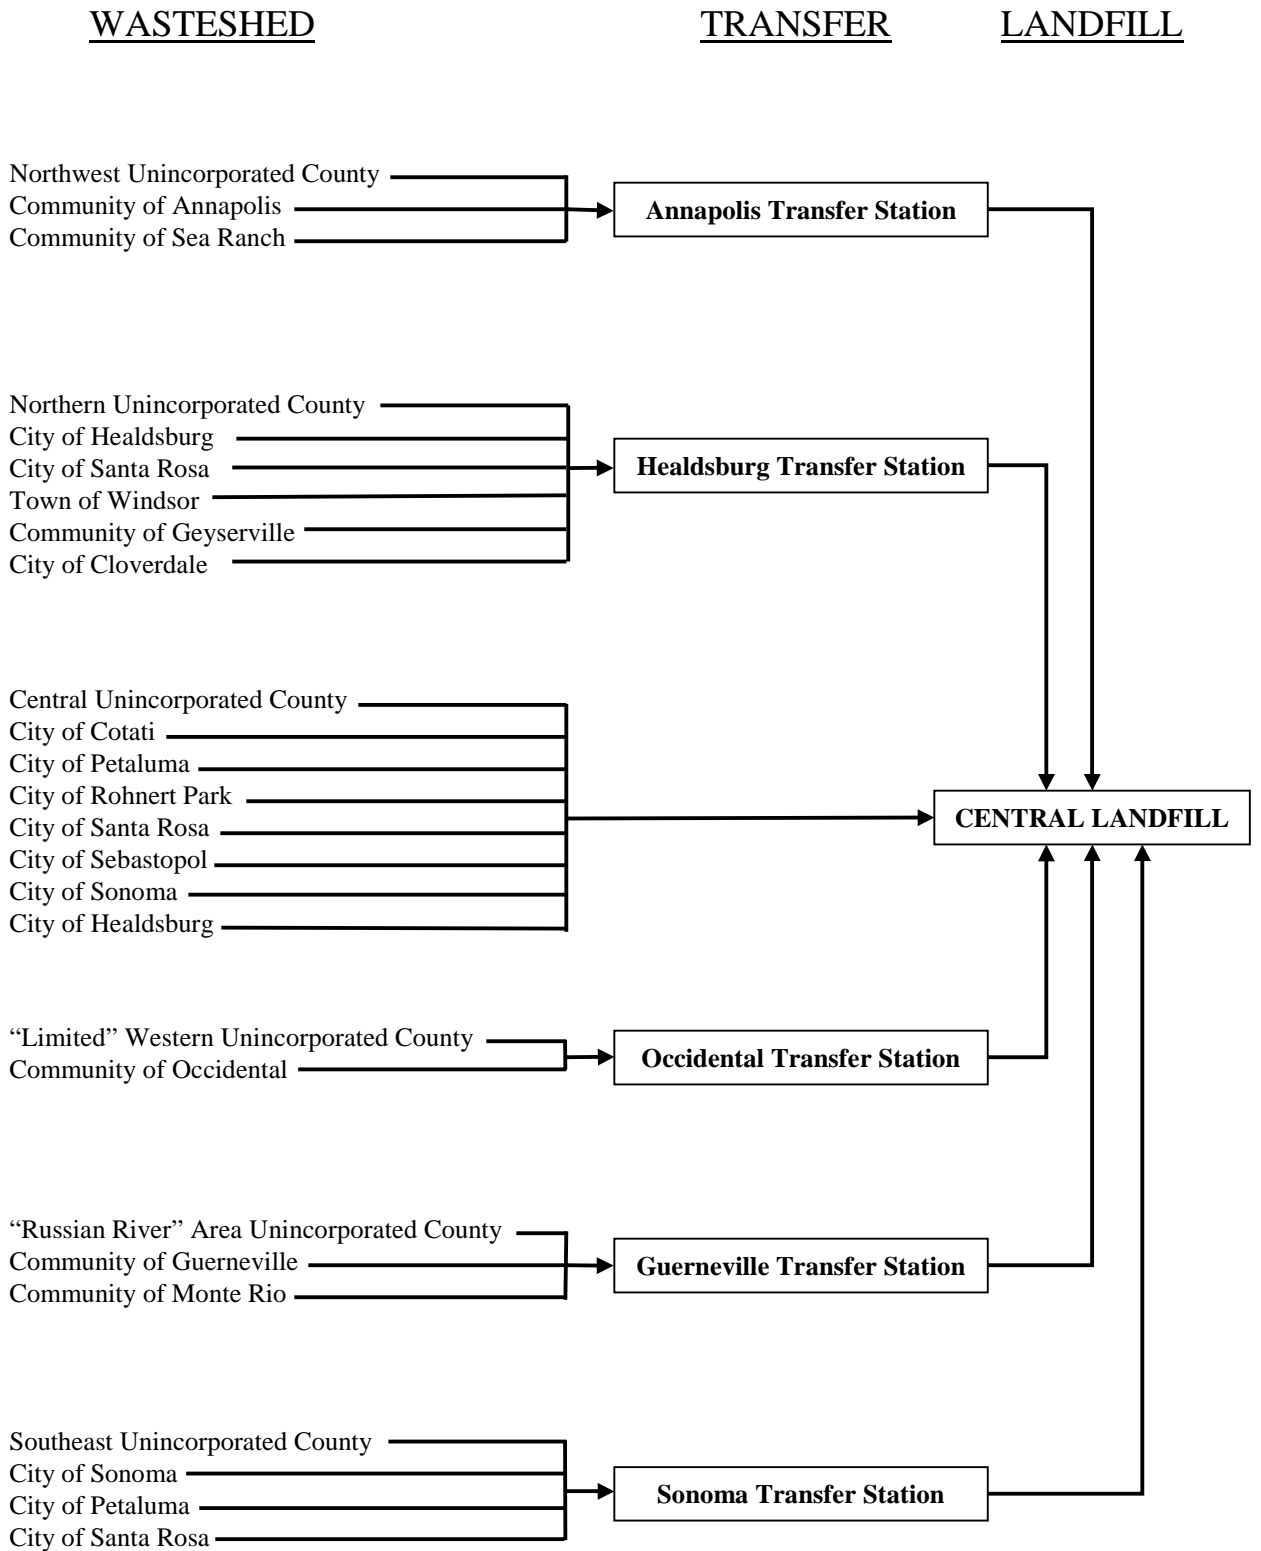 WASTESHED TRANSFER LANDFILL
Northwest Unincorporated County
Community of Annapolis
Community of Sea Ranch
Annapolis Transfer Station
Northern Unincorporated County
City of Healdsburg
City of Santa Rosa
Town of Windsor
Community of Geyserville
City of Cloverdale
Healdsburg Transfer Station
Central Unincorporated County
City of Cotati
City of Petaluma
City of Rohnert Park
City of Santa Rosa
City of Sebastopol
City of Sonoma
City of Healdsburg
CENTRAL LANDFILL
“Limited” Western Unincorporated County
Community of Occidental
Occidental Transfer Station
“Russian River” Area Unincorporated County
Community of Guerneville
Community of Monte Rio
Guerneville Transfer Station
Southeast Unincorporated County
City of Sonoma
City of Petaluma
City of Santa Rosa
Sonoma Transfer Station